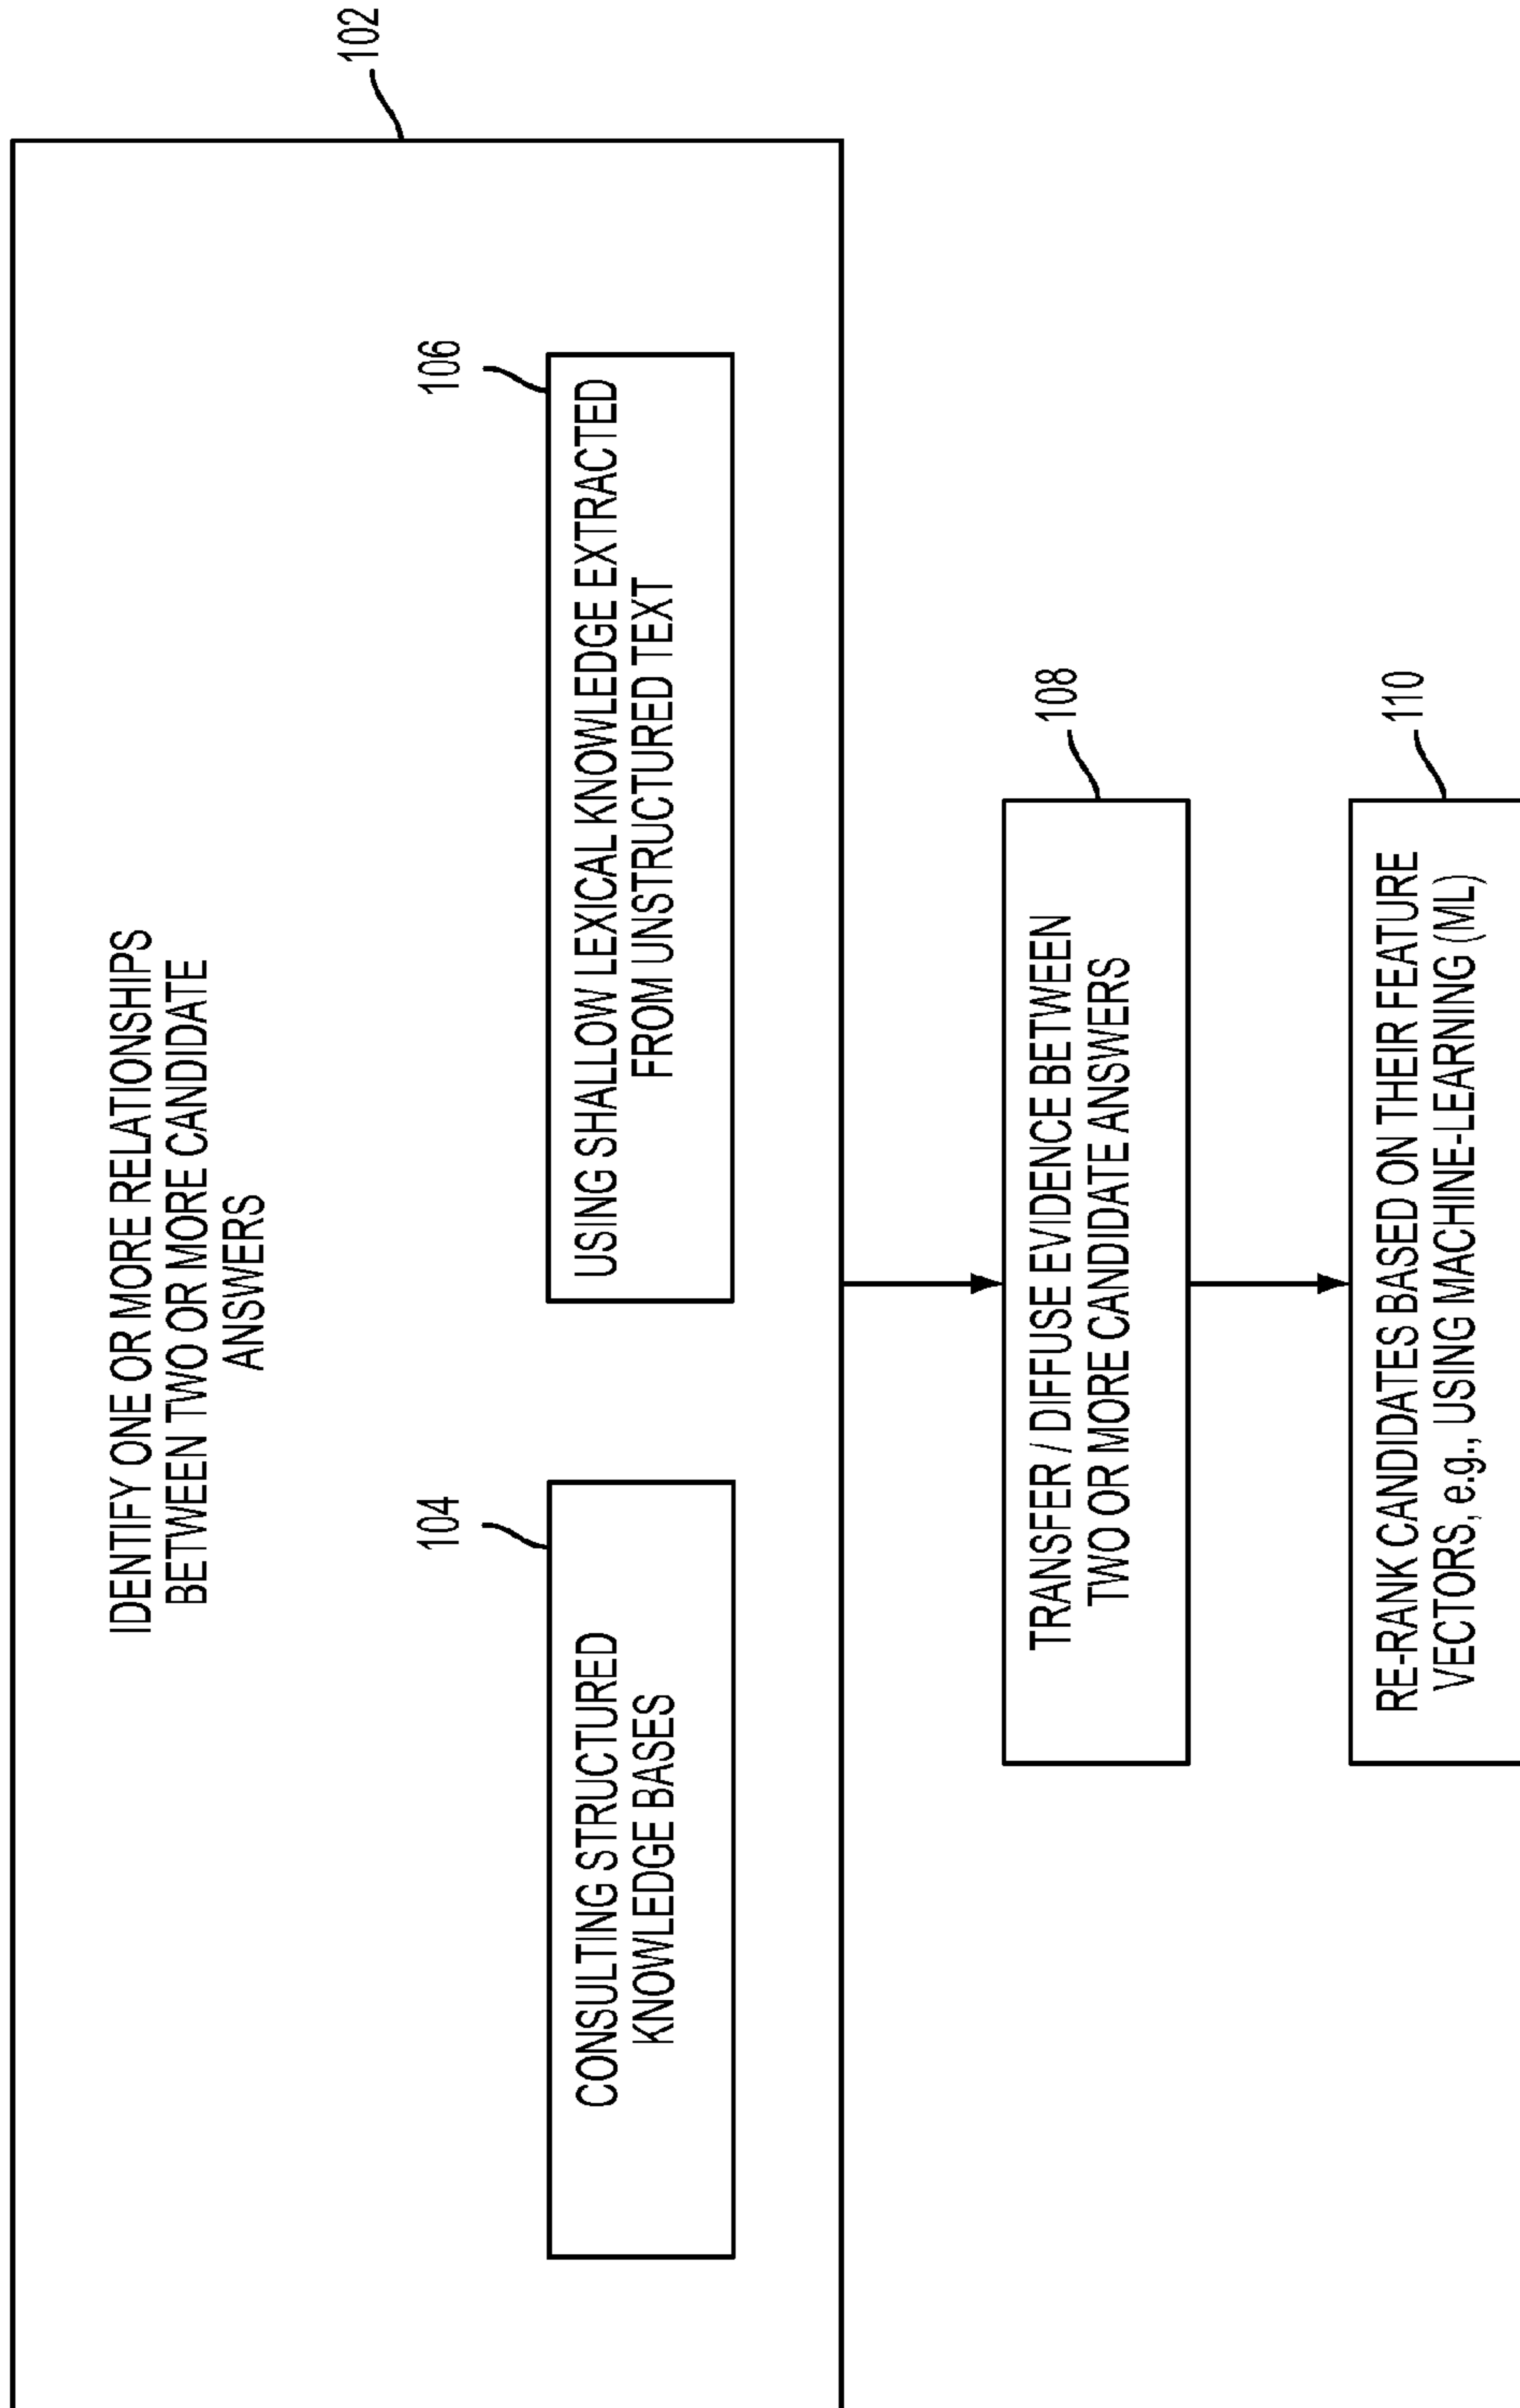 102
IDENTIFY ONE OR MORE RELATIONSHIPS
BETWEEN TWO OR MORE CANDIDATE
ANSWERS
104
CONSULTING STRUCTURED
KNOWLEDGE BASES
106
USING SHALLOW LEXICAL KNOWLEDGE EXTRACTED
FROM UNSTRUCTURED TEXT
108
TRANSFER / DIFFUSE EVIDENCE BETWEEN
TWO OR MORE CANDIDATE ANSWERS
110
RE-RANK CANDIDATES BASED ON THEIR FEATURE
VECTORS, e.g., USING MACHINE-LEARNING (ML)